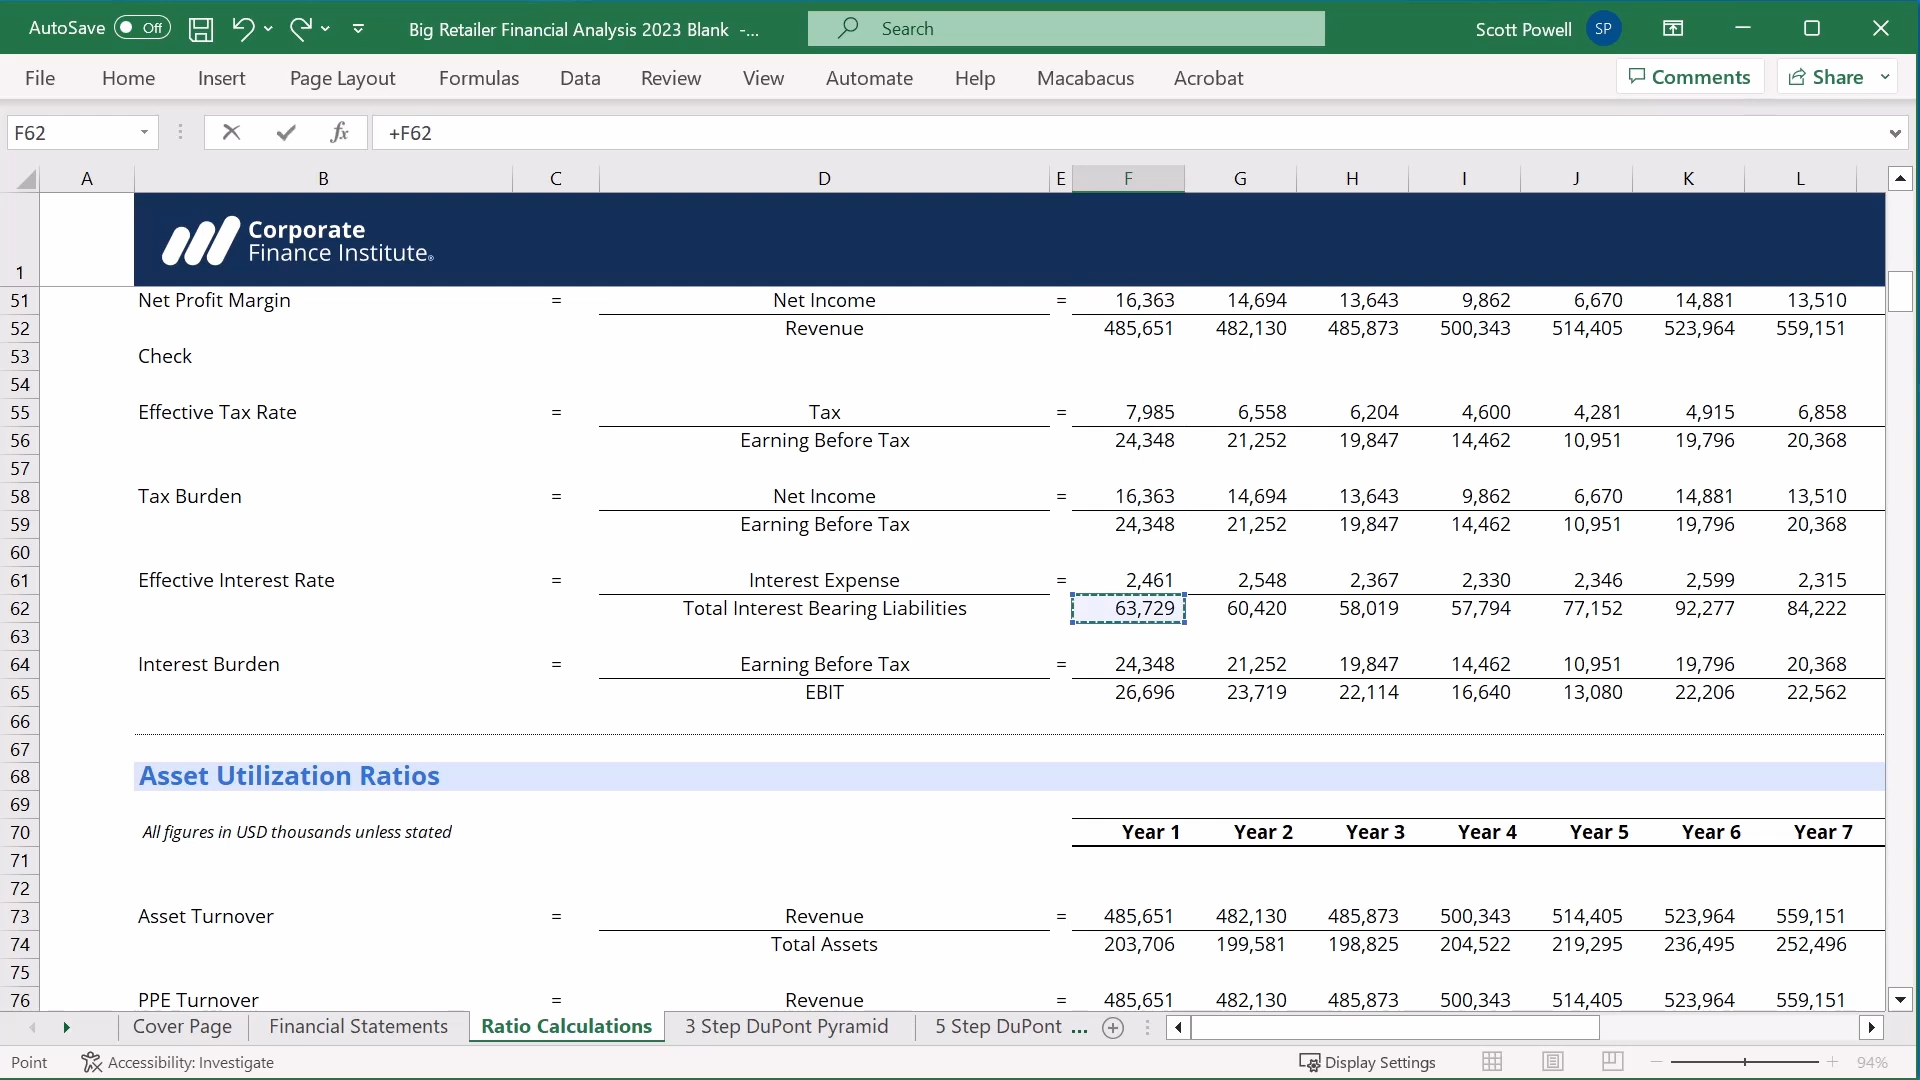 AutoSave Off Big Retailer Financial Analysis 2023 Blank -... Search Scott Powell SP
File Home Insert Page Layout Formulas Data Review View Automate Help Macabacus Acrobat Comments Share
F62 fx +F62
A B C D E F G H I J K L
1 Corporate
Finance Institute®
51 Net Profit Margin = Net Income = 16,363 14,694 13,643 9,862 6,670 14,881 13,510
52 Revenue 485,651 482,130 485,873 500,343 514,405 523,964 559,151
53 Check
54
55 Effective Tax Rate = Tax = 7,985 6,558 6,204 4,600 4,281 4,915 6,858
56 Earning Before Tax 24,348 21,252 19,847 14,462 10,951 19,796 20,368
57
58 Tax Burden = Net Income = 16,363 14,694 13,643 9,862 6,670 14,881 13,510
59 Earning Before Tax 24,348 21,252 19,847 14,462 10,951 19,796 20,368
60
61 Effective Interest Rate = Interest Expense = 2,461 2,548 2,367 2,330 2,346 2,599 2,315
62 Total Interest Bearing Liabilities 63,729 60,420 58,019 57,794 77,152 92,277 84,222
63
64 Interest Burden = Earning Before Tax = 24,348 21,252 19,847 14,462 10,951 19,796 20,368
65 EBIT 26,696 23,719 22,114 16,640 13,080 22,206 22,562
66
67
68 Asset Utilization Ratios
69
70 All figures in USD thousands unless stated Year 1 Year 2 Year 3 Year 4 Year 5 Year 6 Year 7
71
72
73 Asset Turnover = Revenue = 485,651 482,130 485,873 500,343 514,405 523,964 559,151
74 Total Assets 203,706 199,581 198,825 204,522 219,295 236,495 252,496
75
76 PPE Turnover = Revenue = 485,651 482,130 485,873 500,343 514,405 523,964 559,151
Cover Page Financial Statements Ratio Calculations 3 Step DuPont Pyramid 5 Step DuPont ...
Point Accessibility: Investigate Display Settings 94%